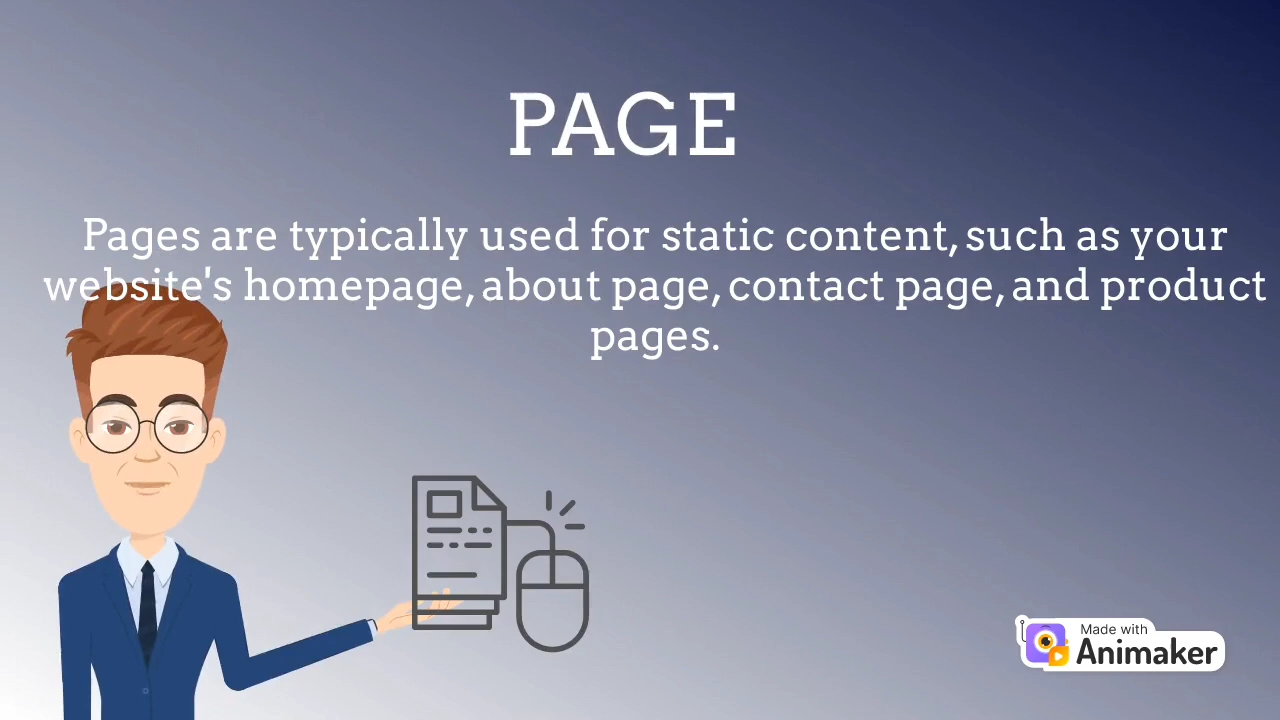 PAGE
Pages are typically used for static content, such as your
website's homepage, about page, contact page, and product
pages.
Made with
Animaker